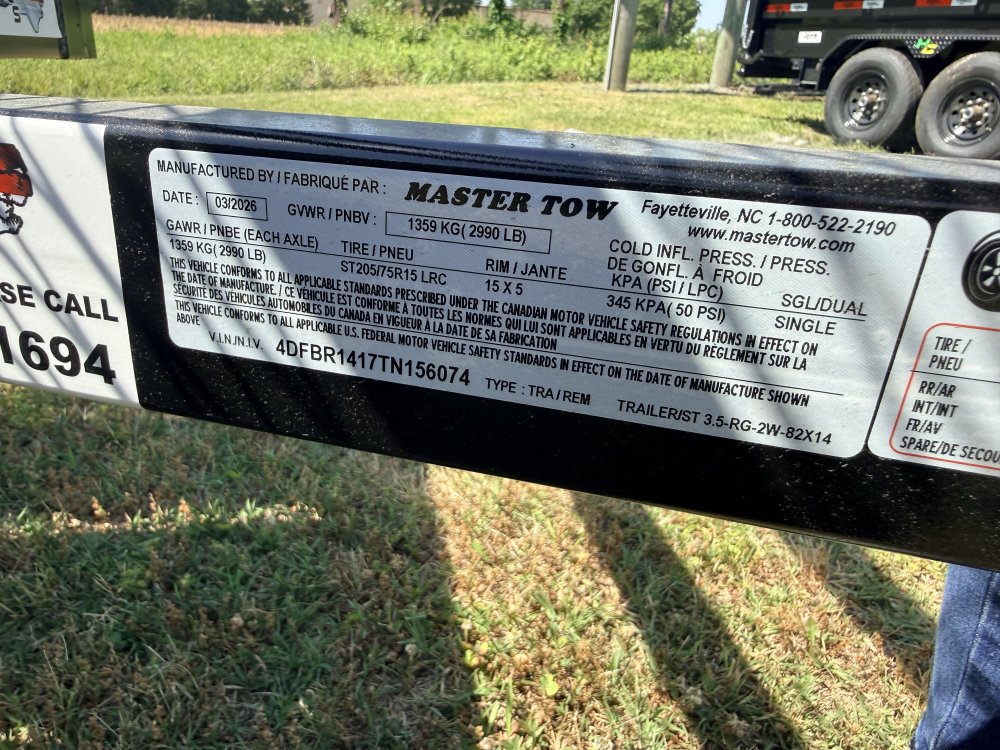 MANUFACTURED BY / FABRIQUÉ PAR : MASTER TOW Fayetteville, NC 1-800-522-2190
www.mastertow.com
DATE : 03/2026 GVWR / PNBV : 1359 KG( 2990 LB)
GAWR / PNBE (EACH AXLE) TIRE / PNEU RIM / JANTE COLD INFL. PRESS. / PRESS.
DE GONFL. À FROID
KPA (PSI / LPC) SGL/DUAL
1359 KG( 2990 LB) ST205/75R15 LRC 15 X 5 345 KPA( 50 PSI) SINGLE
THIS VEHICLE CONFORMS TO ALL APPLICABLE STANDARDS PRESCRIBED UNDER THE CANADIAN MOTOR VEHICLE SAFETY REGULATIONS IN EFFECT ON
THE DATE OF MANUFACTURE. / CE VÉHICULE EST CONFORME À TOUTES LES NORMES QUI LUI SONT APPLICABLES EN VERTU DU RÈGLEMENT SUR LA
SÉCURITÉ DES VÉHICULES AUTOMOBILES DU CANADA EN VIGUEUR À LA DATE DE SA FABRICATION
THIS VEHICLE CONFORMS TO ALL APPLICABLE U.S. FEDERAL MOTOR VEHICLE SAFETY STANDARDS IN EFFECT ON THE DATE OF MANUFACTURE SHOWN
ABOVE
V.I.N./N.I.V. 4DFBR1417TN156074 TYPE : TRA / REM TRAILER/ST 3.5-RG-2W-82X14
SE CALL
1694
TIRE /
PNEU
RR/AR
INT/INT
FR/AV
SPARE/DE SECOU